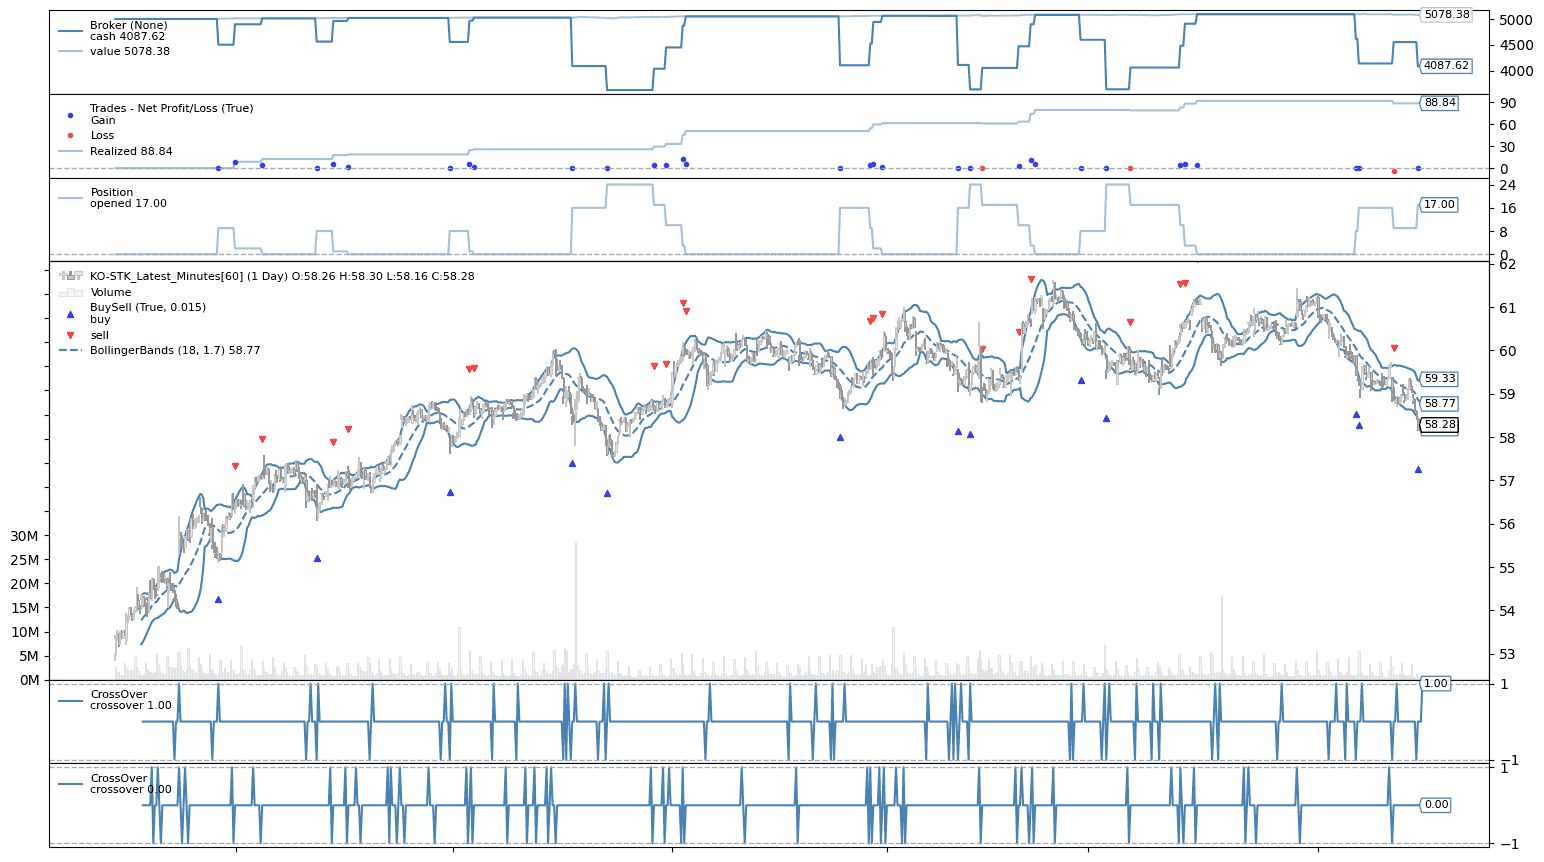 Broker (None)
cash 4087.62
value 5078.38
5078.38
4087.62
5000
4500
4000
Trades - Net Profit/Loss (True)
Gain
Loss
Realized 88.84
88.84
90
60
30
0
Position
opened 17.00
17.00
24
16
8
0
KO-STK_Latest_Minutes[60] (1 Day) O:58.26 H:58.30 L:58.16 C:58.28
Volume
BuySell (True, 0.015)
buy
sell
BollingerBands (18, 1.7) 58.77
59.33
58.77
58.28
62
61
60
59
58
57
56
55
54
53
30M
25M
20M
15M
10M
5M
0M
CrossOver
crossover 1.00
1.00
1
−1
CrossOver
crossover 0.00
0.00
1
−1